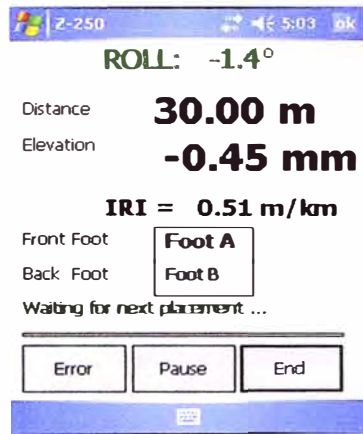 Z-250 5:03 ok
ROLL: -1.4°
Distance 30.00 m
Elevation -0.45 mm
IRI = 0.51 m/km
Front Foot Foot A
Back Foot Foot B
Waiting for next placement ...
Error Pause End